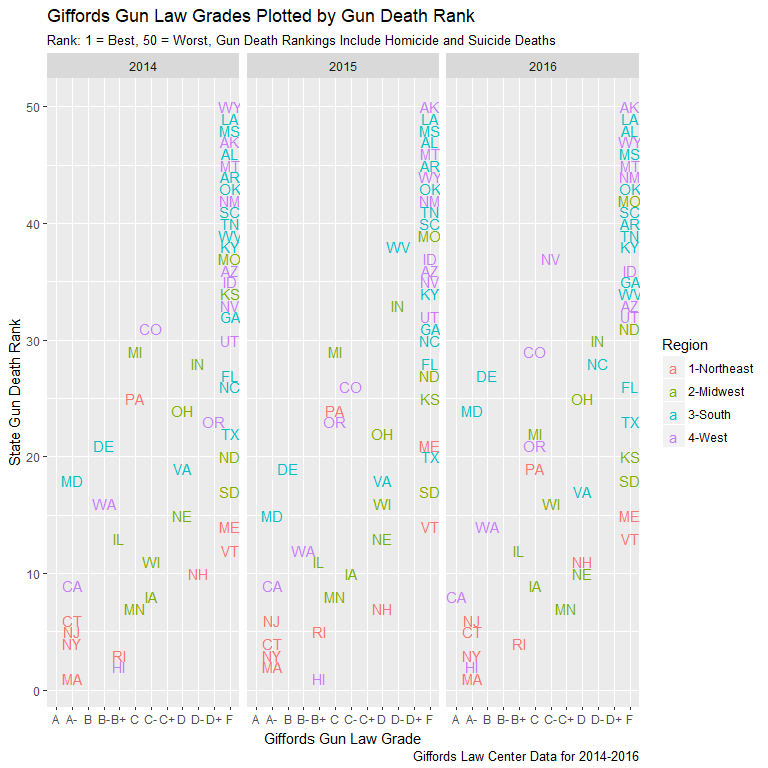 Giffords Gun Law Grades Plotted by Gun Death Rank
Rank: 1 = Best, 50 = Worst, Gun Death Rankings Include Homicide and Suicide Deaths
State Gun Death Rank
50
40
30
20
10
0
2014
WY
LA
MS
AK
AL
MT
AR
OK
NM
SC
TN
WV
KY
MO
AZ
ID
KS
NV
GA
CO
UT
MI
IN
FL
NC
PA
OH
OR
TX
DE
ND
VA
MD
SD
WA
NE
ME
IL
VT
WI
NH
CA
IA
MN
CT
NJ
NY
RI
HI
MA
A A- B B- B+ C C- C+ D D- D+ F
2015
AK
LA
MS
AL
MT
AR
WY
OK
NM
TN
SC
MO
WV
ID
AZ
NV
KY
IN
UT
GA
NC
MI
FL
ND
CO
KS
PA
OR
OH
ME
TX
DE
VA
SD
WI
MD
ME
NE
WA
IL
IA
CA
MN
NH
NJ
RI
CT
NY
MA
HI
A A- B B- B+ C C- C+ D D- D+ F
2016
AK
LA
AL
WY
MS
MT
NM
OK
MO
SC
AR
TN
KY
NV
ID
GA
WV
AZ
UT
ND
IN
CO
NC
DE
FL
OH
MD
TX
MI
OR
KS
PA
SD
VA
WI
ME
WA
VT
IL
NH
NE
IA
CA
MN
NJ
CT
RI
NY
HI
MA
A A- B B- B+ C C- C+ D D- D+ F
Giffords Gun Law Grade
Giffords Law Center Data for 2014-2016
Region
a 1-Northeast
a 2-Midwest
a 3-South
a 4-West